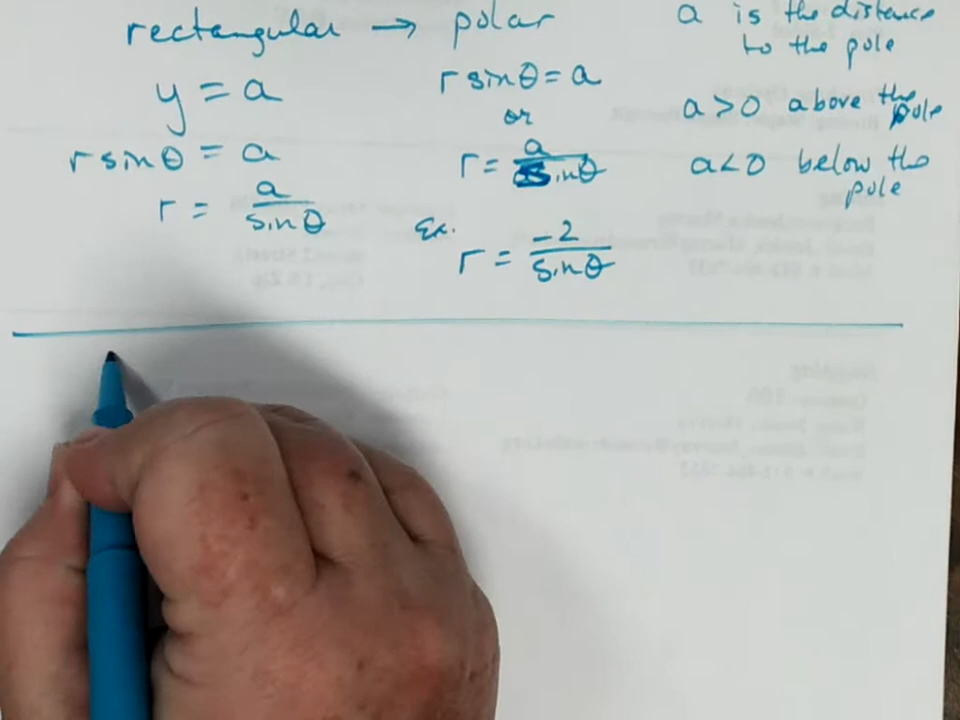 rectangular → polar
y = a
r sin θ = a
r = a / sin θ
r sin θ = a
or
r = a / sin θ
Ex. r = -2 / sin θ
a is the distance
to the pole
a > 0 above the
pole
a < 0 below the
pole